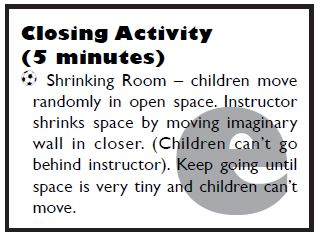 Closing Activity
(5 minutes)
Shrinking Room – children move
randomly in open space. Instructor
shrinks space by moving imaginary
wall in closer. (Children can't go
behind instructor). Keep going until
space is very tiny and children can't
move.
e